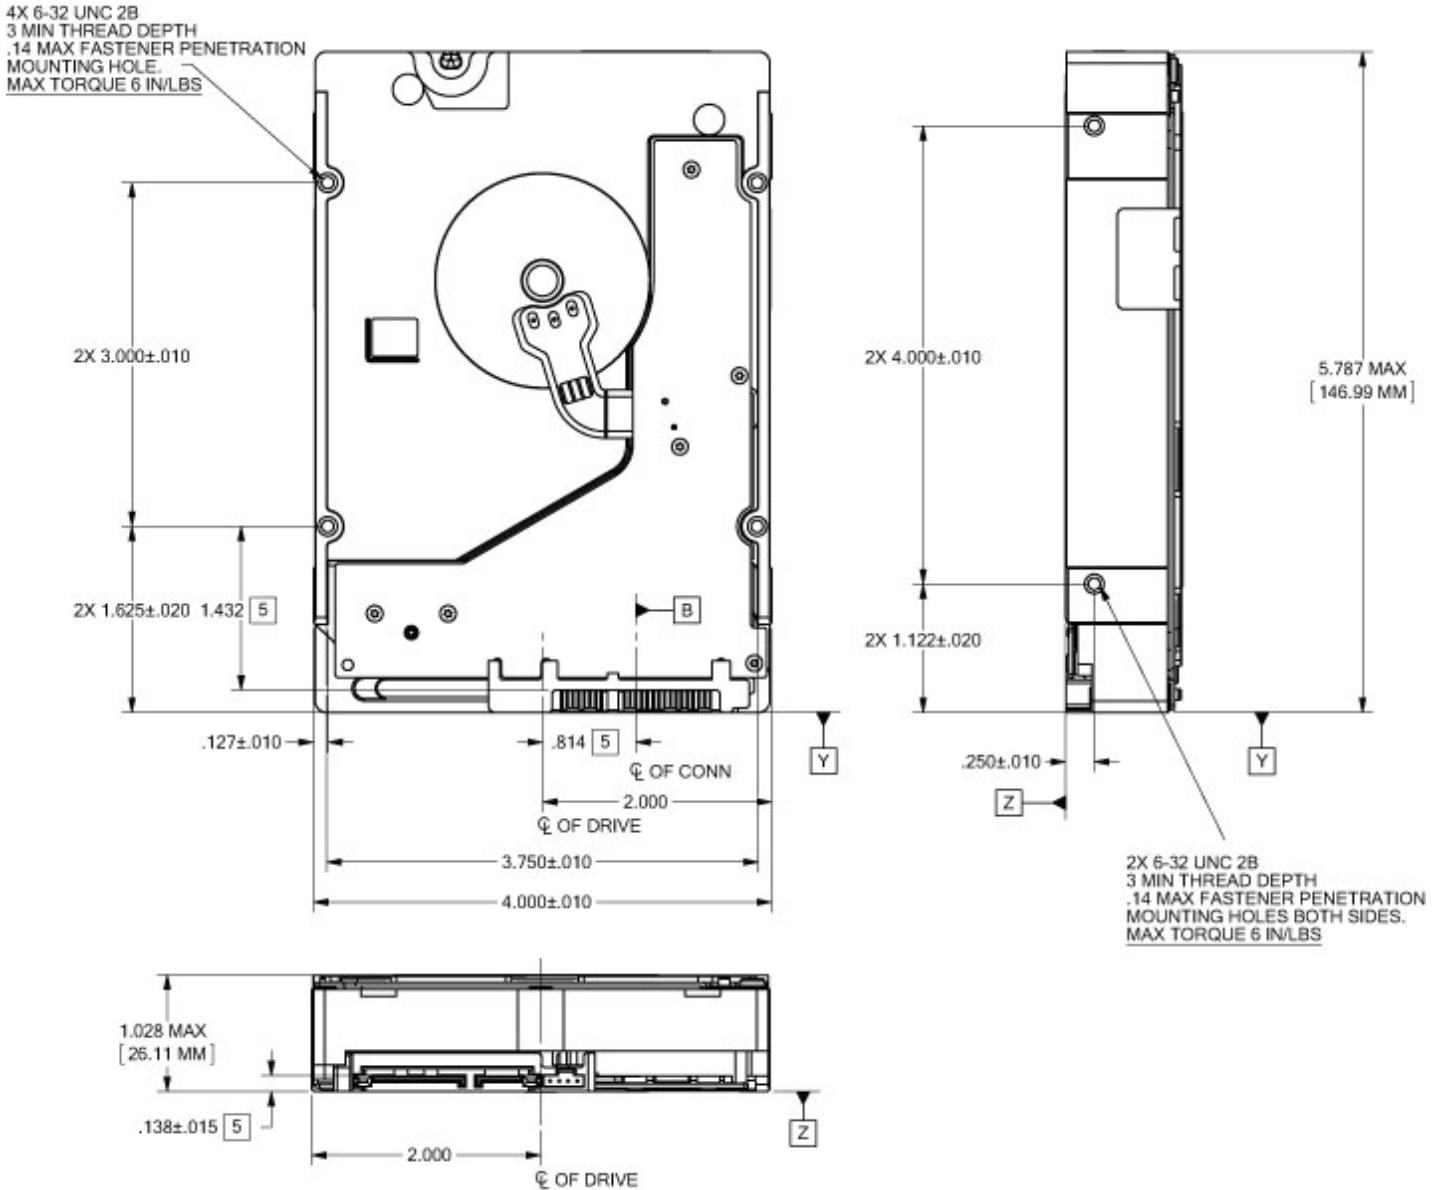 4X 6-32 UNC 2B
3 MIN THREAD DEPTH
.14 MAX FASTENER PENETRATION
MOUNTING HOLE.
MAX TORQUE 6 IN/LBS
2X 3.000±.010
2X 1.625±.020
1.432 5
B
.127±.010
.814 5
℄ OF CONN
2.000
℄ OF DRIVE
3.750±.010
4.000±.010
Y
2X 4.000±.010
5.787 MAX
[146.99 MM]
2X 1.122±.020
.250±.010
Z
Y
2X 6-32 UNC 2B
3 MIN THREAD DEPTH
.14 MAX FASTENER PENETRATION
MOUNTING HOLES BOTH SIDES.
MAX TORQUE 6 IN/LBS
1.028 MAX
[26.11 MM]
.138±.015 5
2.000
℄ OF DRIVE
Z